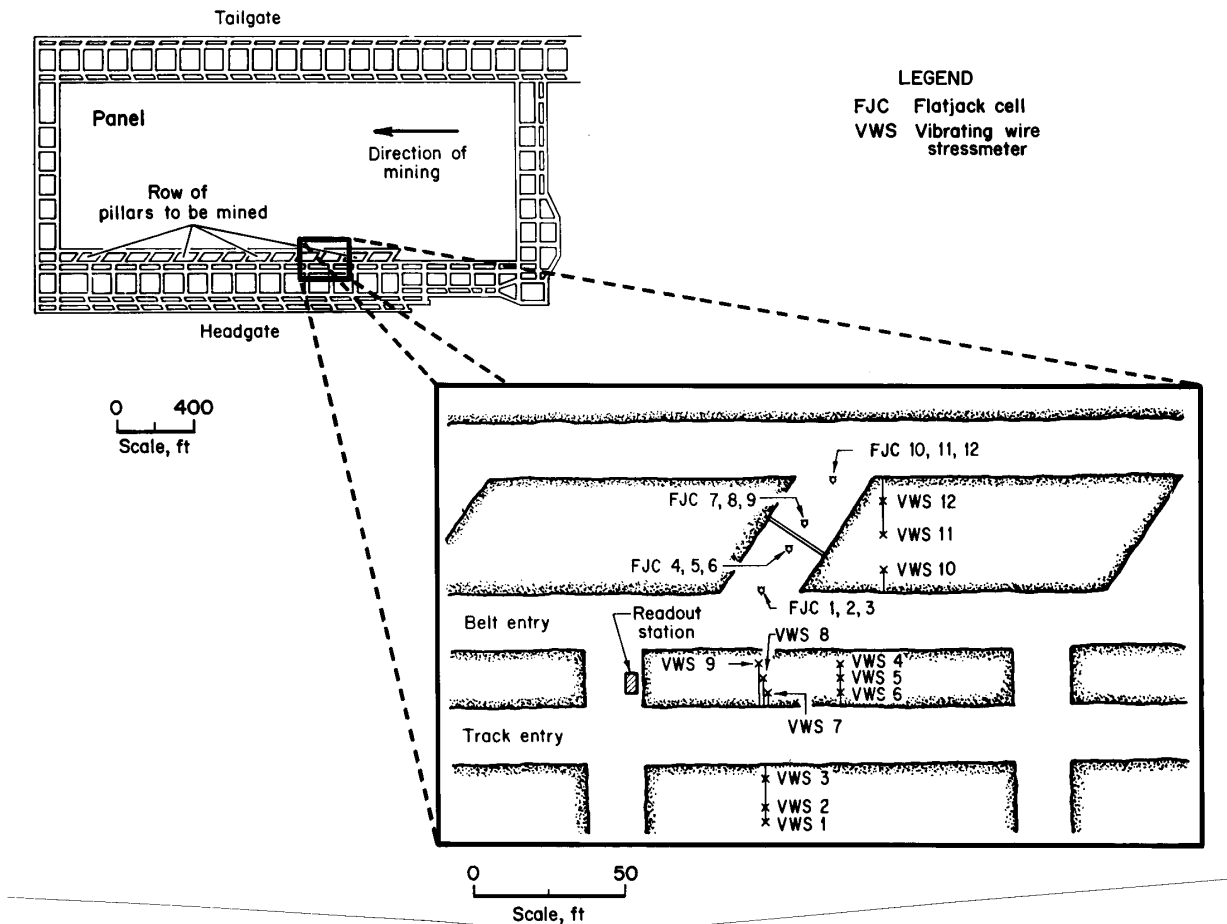 Tailgate
LEGEND
FJC Flatjack cell
VWS Vibrating wire
stressmeter
Panel
Direction of
mining
Row of
pillars to be mined
Headgate
0 400
Scale, ft
FJC 10, 11, 12
FJC 7, 8, 9
VWS 12
VWS 11
FJC 4, 5, 6
VWS 10
FJC 1, 2, 3
Readout
station
Belt entry
VWS 8
VWS 9
VWS 4
VWS 5
VWS 6
VWS 7
Track entry
VWS 3
VWS 2
VWS 1
0 50
Scale, ft